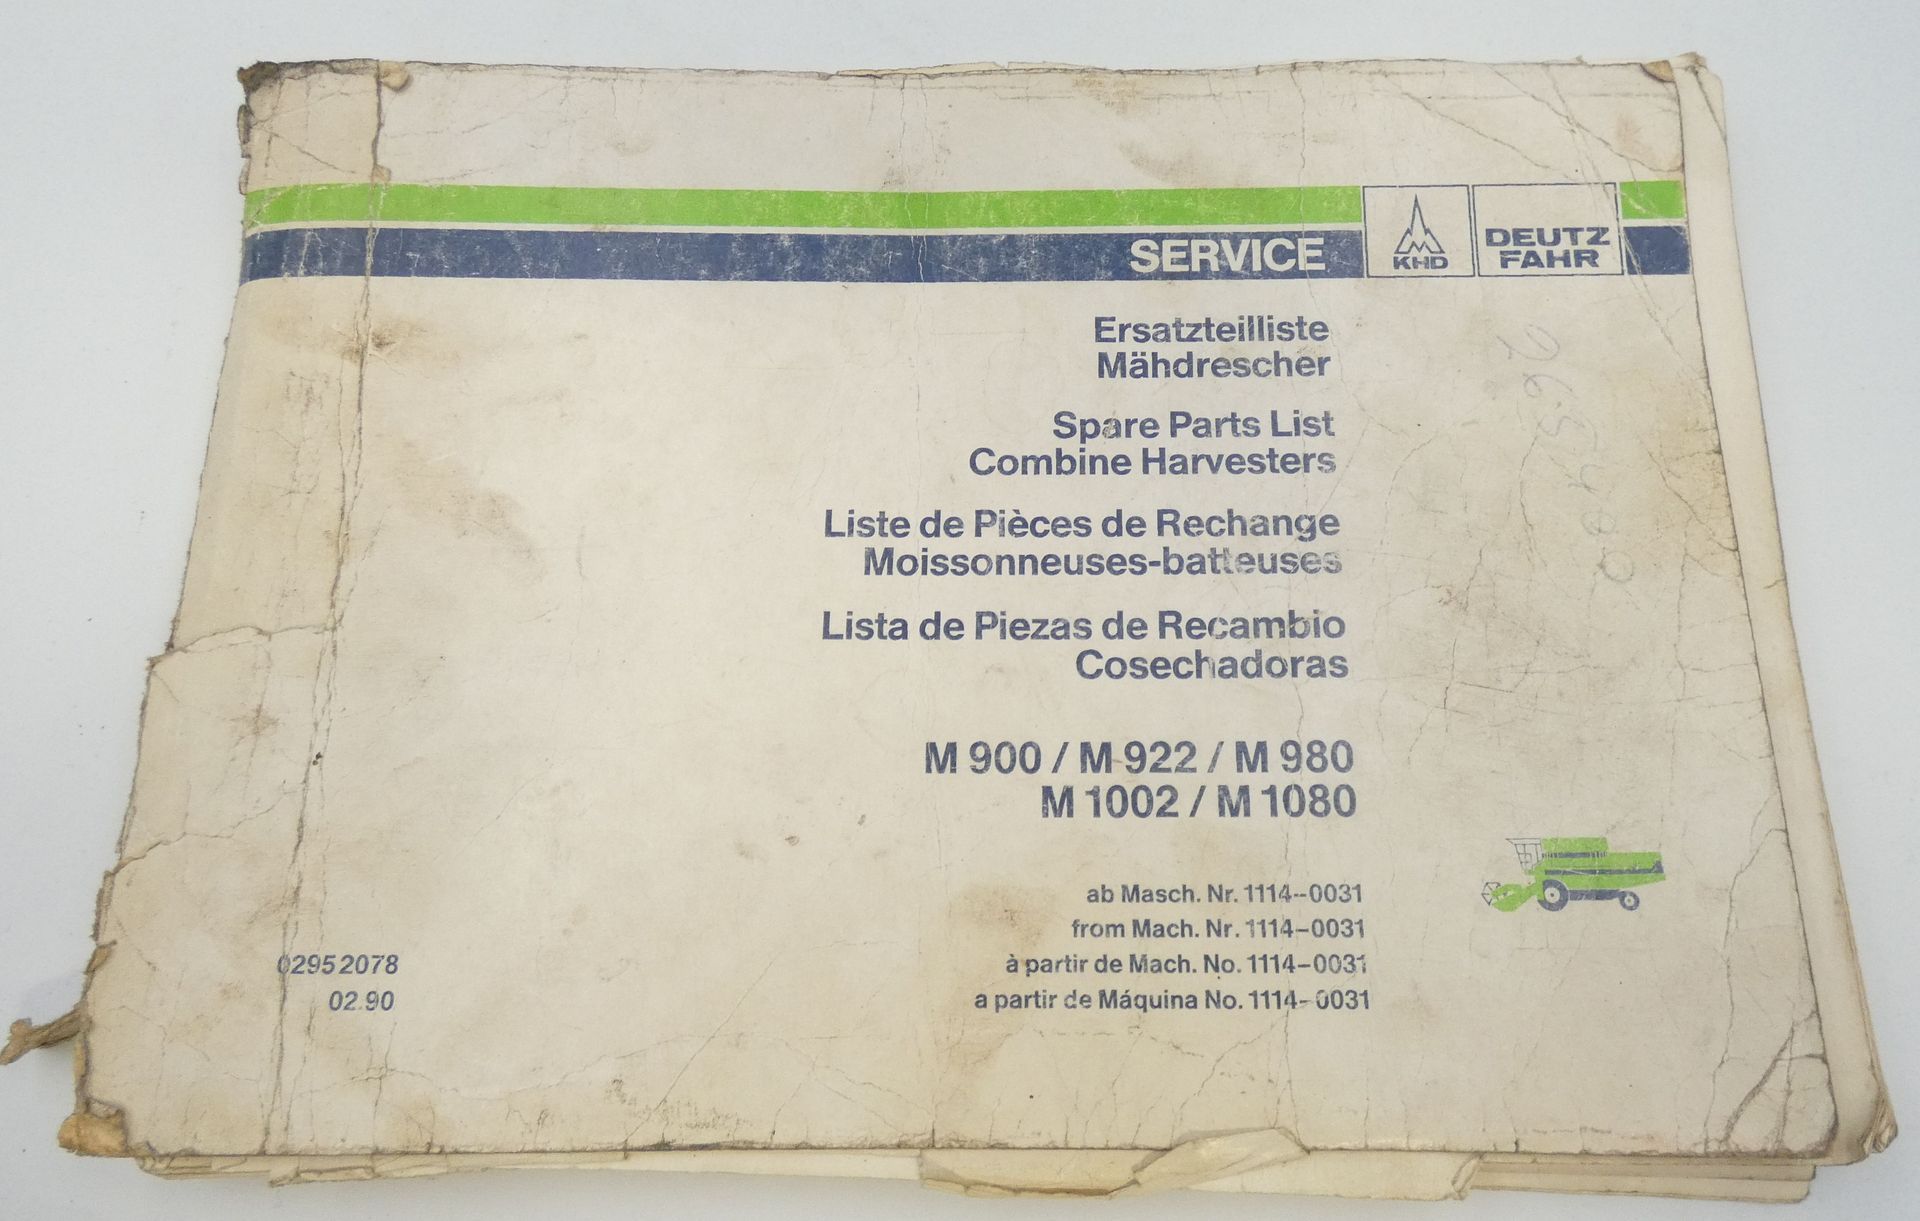 SERVICE
KHD
DEUTZ
FAHR
Ersatzteilliste
Mähdrescher
Spare Parts List
Combine Harvesters
Liste de Pièces de Rechange
Moissonneuses-batteuses
Lista de Piezas de Recambio
Cosechadoras
M 900 / M 922 / M 980
M 1002 / M 1080
ab Masch. Nr. 1114-0031
from Mach. Nr. 1114-0031
à partir de Mach. No. 1114-0031
a partir de Máquina No. 1114-0031
02952078
02.90